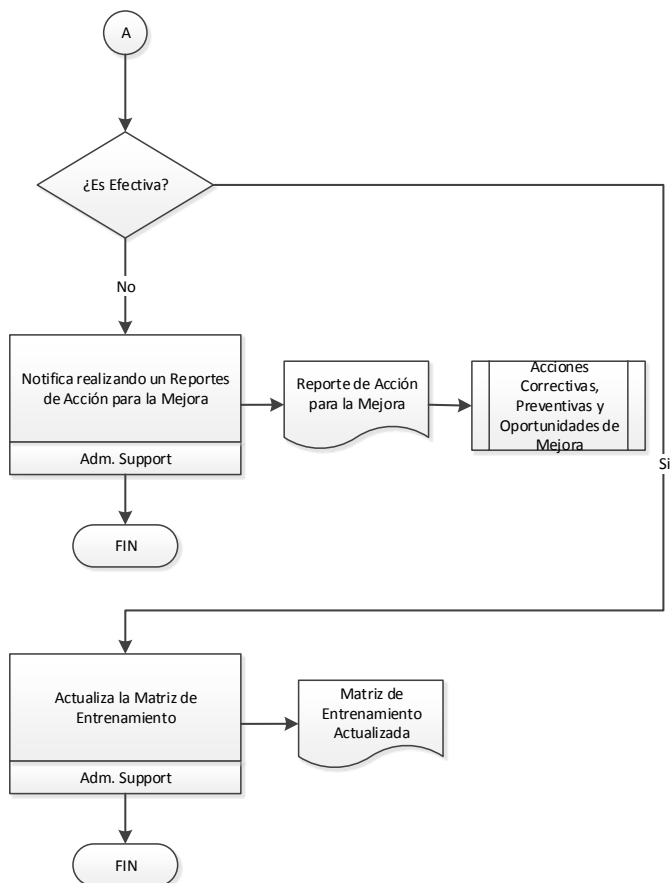 A
¿Es Efectiva?
No
Notifica realizando un Reportes
de Acción para la Mejora
Adm. Support
Reporte de Acción
para la Mejora
Acciones
Correctivas,
Preventivas y
Oportunidades de
Mejora
Si
FIN
Actualiza la Matriz de
Entrenamiento
Adm. Support
Matriz de
Entrenamiento
Actualizada
FIN